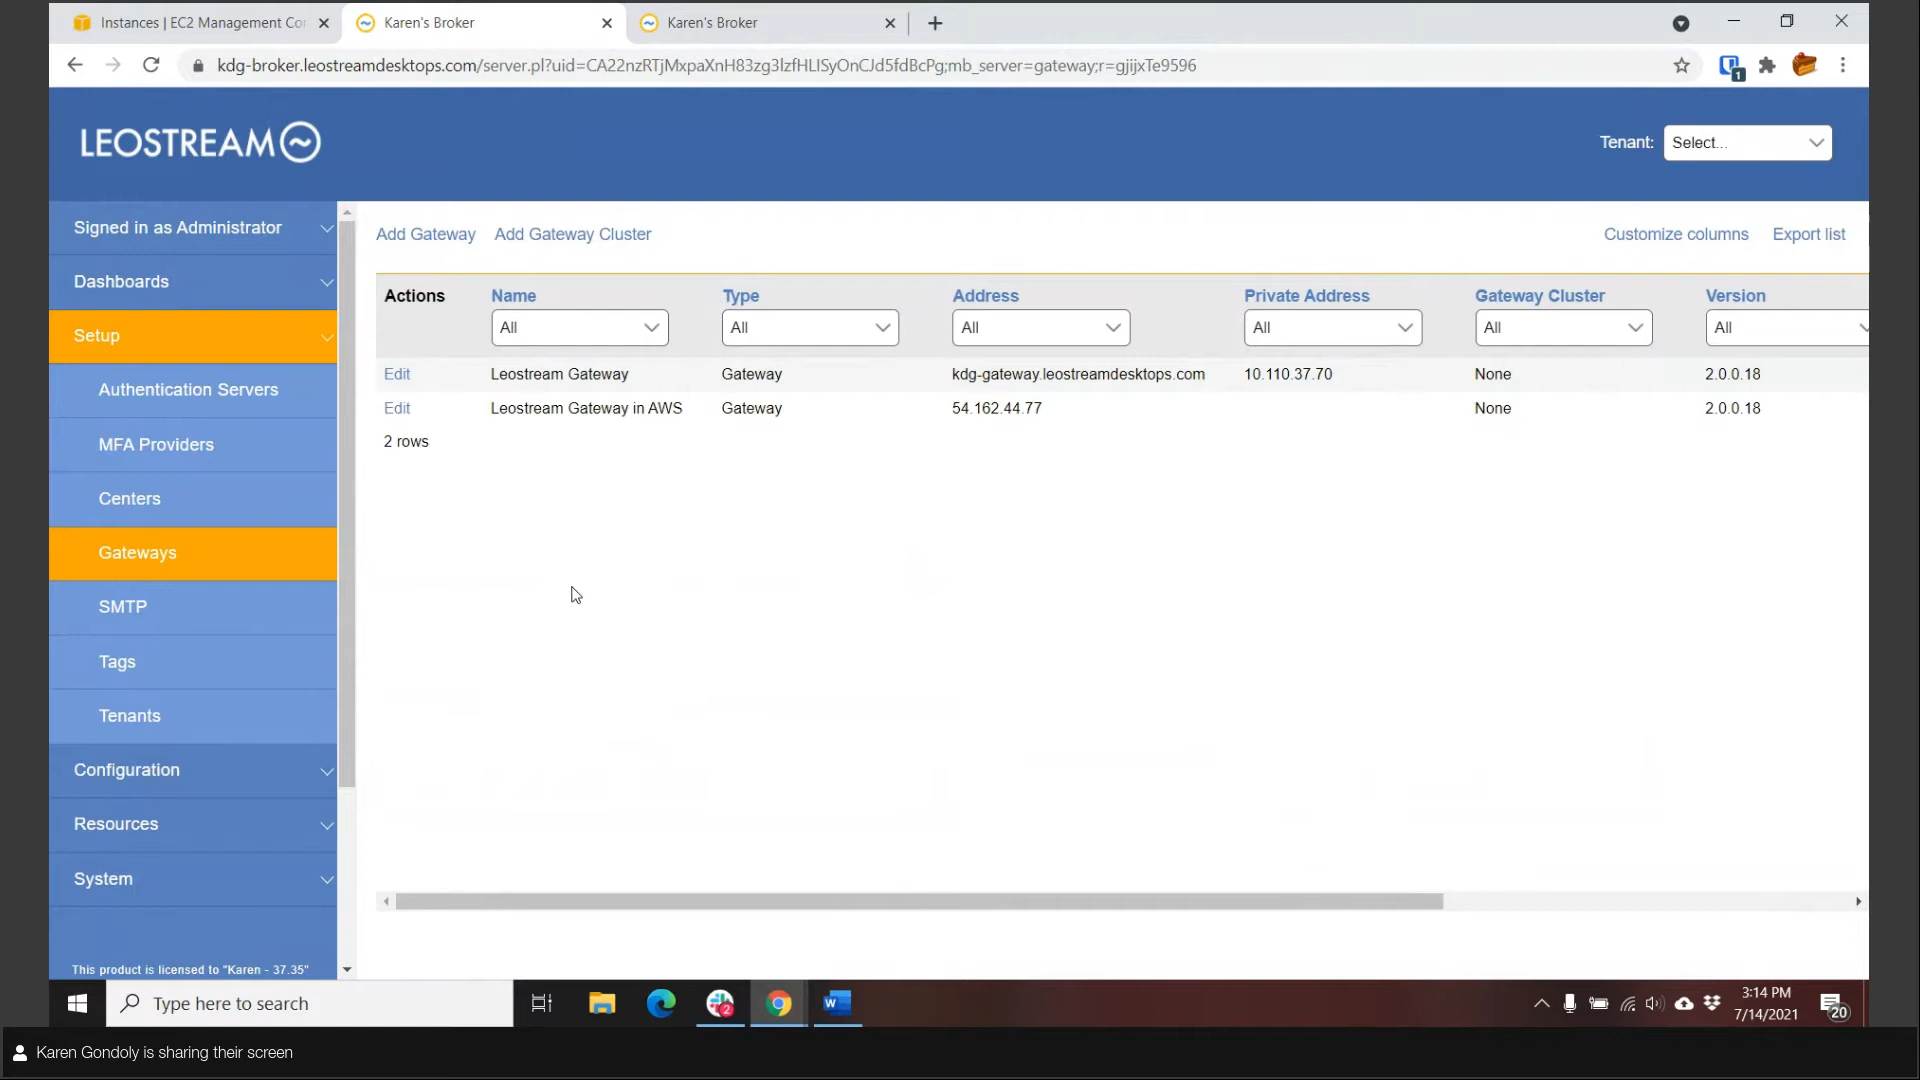 Instances | EC2 Management Con
Karen's Broker
Karen's Broker
kdg-broker.leostreamdesktops.com/server.pl?uid=CA22nzRTjMxpaXnH83zg3lzfHLISyOnCJd5fdBcPg;mb_server=gateway;r=gjijxTe9596
1
LEOSTREAM
Tenant: Select...
Signed in as Administrator
Dashboards
Setup
Authentication Servers
MFA Providers
Centers
Gateways
SMTP
Tags
Tenants
Configuration
Resources
System
This product is licensed to "Karen - 37.35"
Add Gateway Add Gateway Cluster Customize columns Export list
Actions Name Type Address Private Address Gateway Cluster Version
All All All All All All
Edit Leostream Gateway Gateway kdg-gateway.leostreamdesktops.com 10.110.37.70 None 2.0.0.18
Edit Leostream Gateway in AWS Gateway 54.162.44.77 None 2.0.0.18
2 rows
Type here to search
2
W
3:14 PM
7/14/2021
20
Karen Gondoly is sharing their screen